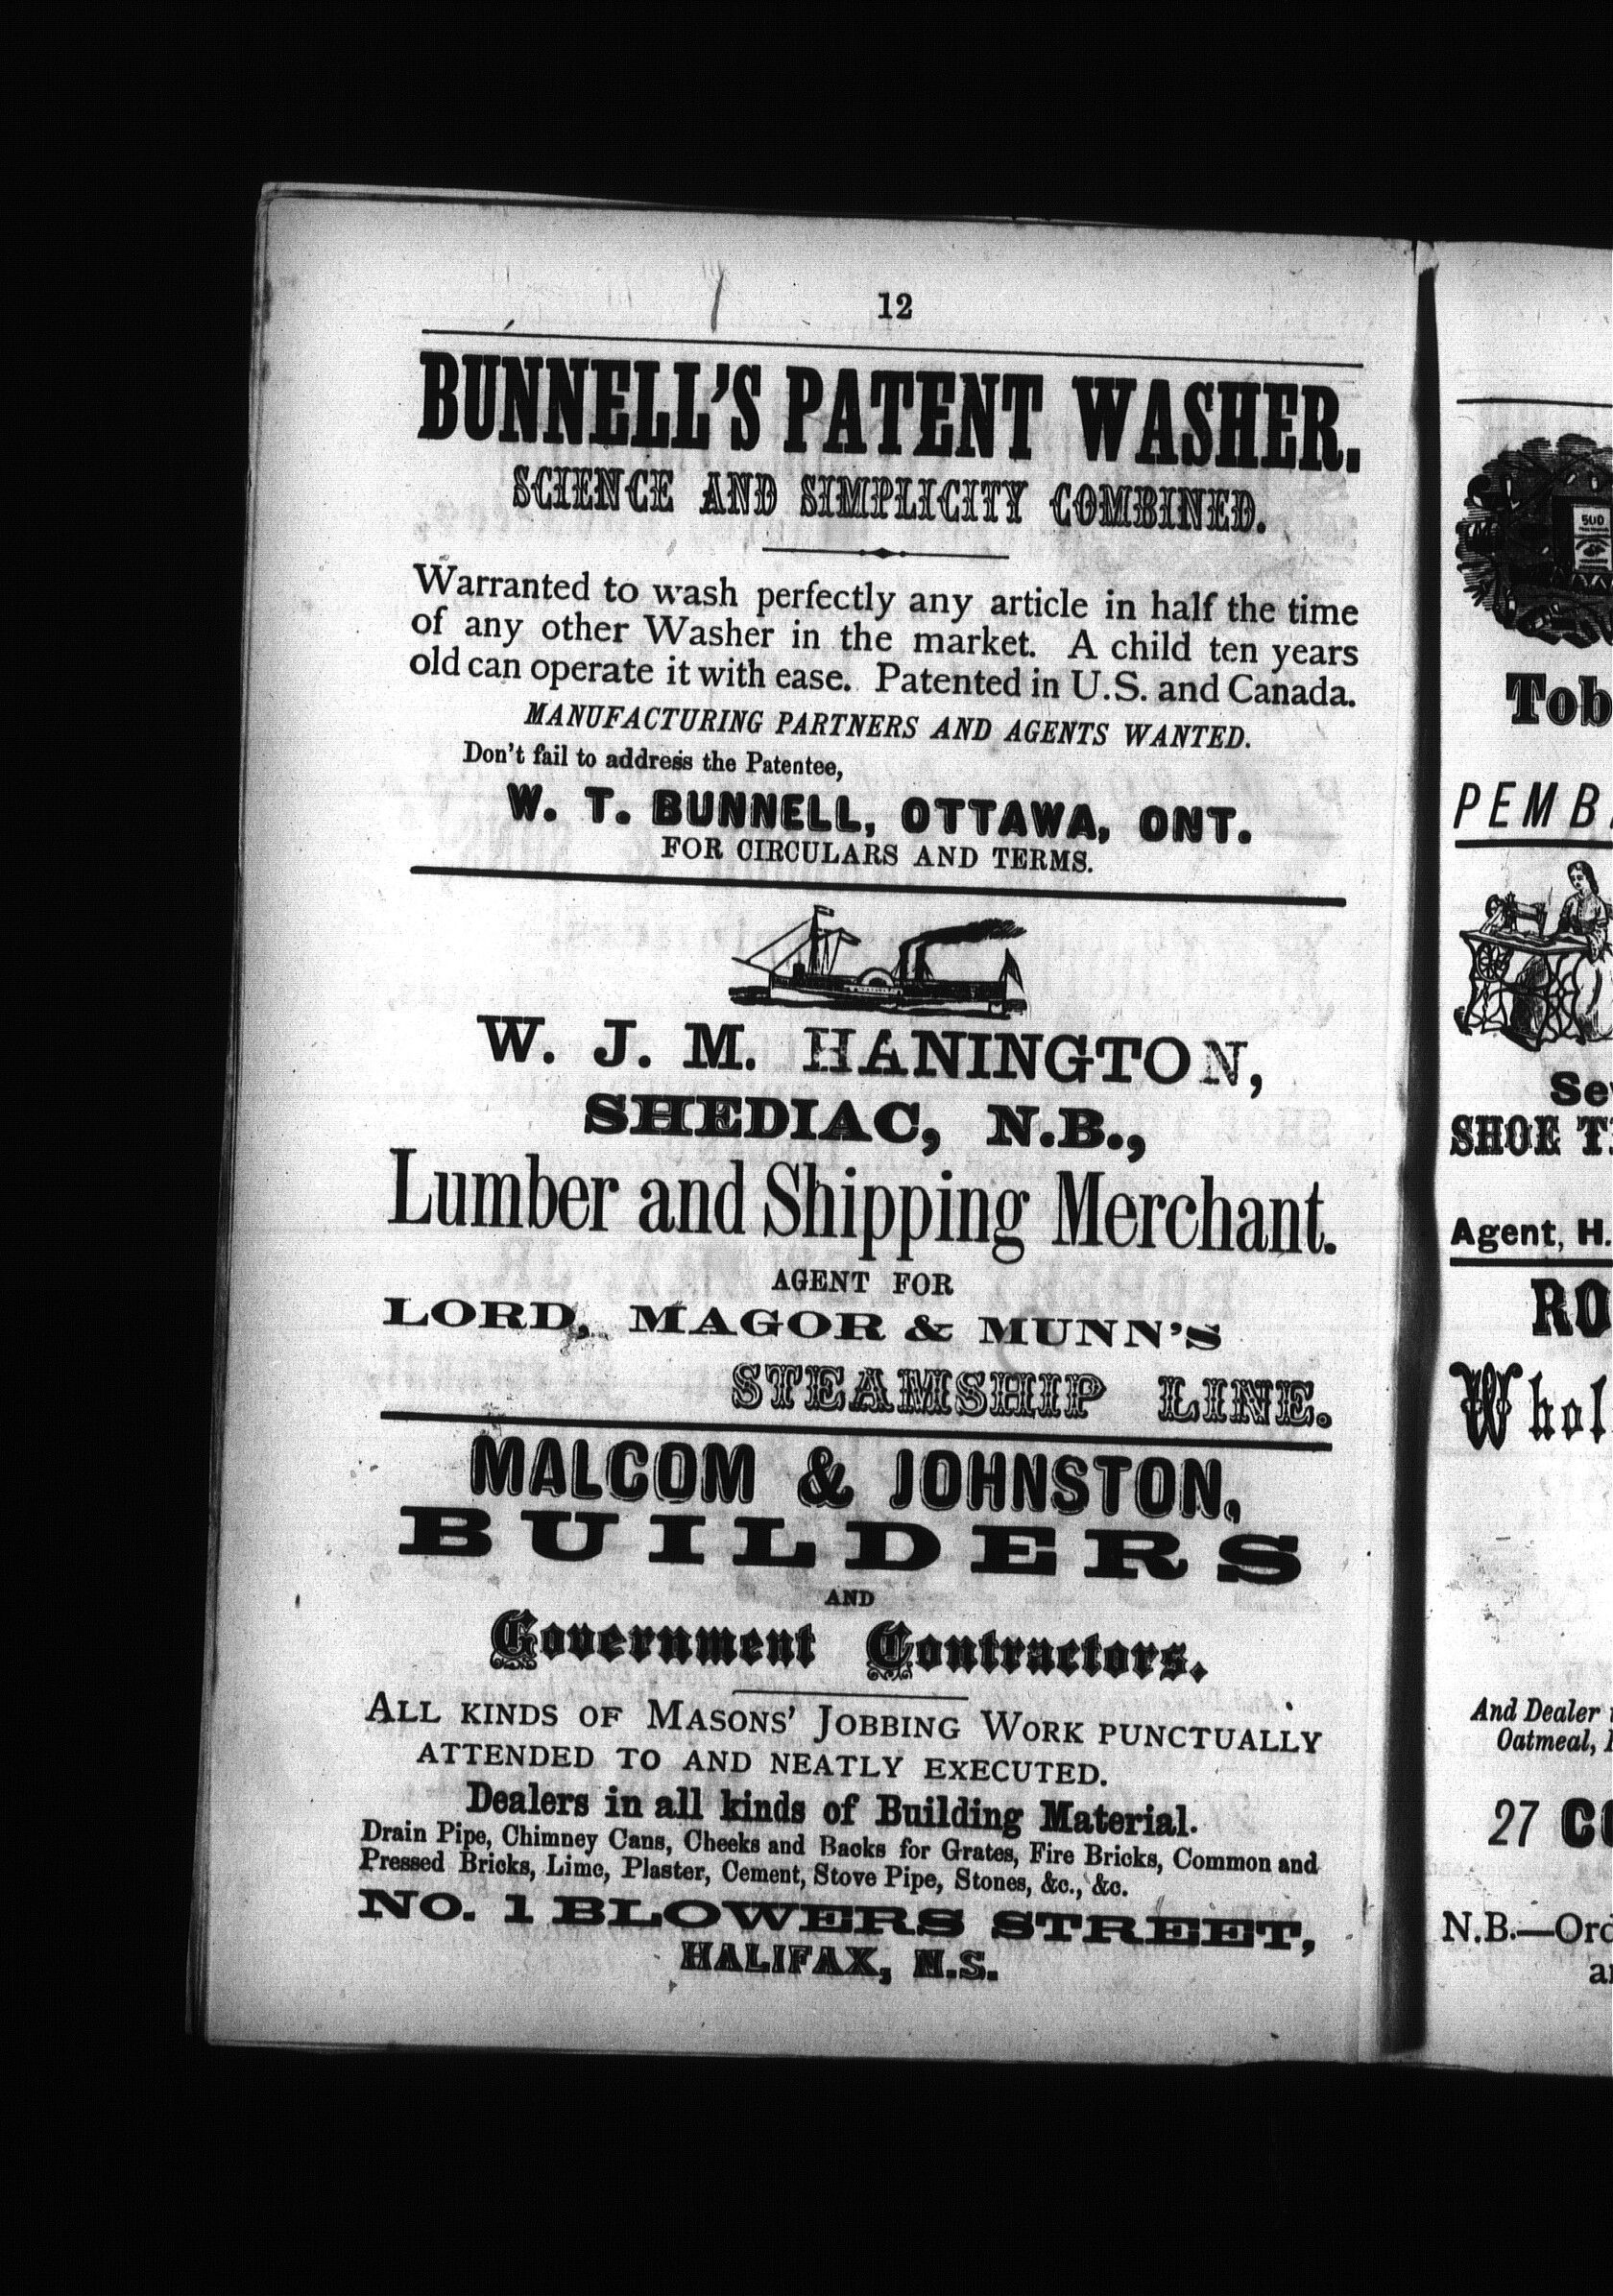 12
BUNNELL'S PATENT WASHER.
SCIENCE AND SIMPLICITY COMBINED.
Warranted to wash perfectly any article in half the time
of any other Washer in the market. A child ten years
old can operate it with ease. Patented in U.S. and Canada.
MANUFACTURING PARTNERS AND AGENTS WANTED.
Don't fail to address the Patentee,
W. T. BUNNELL, OTTAWA, ONT.
FOR CIRCULARS AND TERMS.
W. J. M. HANINGTON,
SHEDIAC, N.B.,
Lumber and Shipping Merchant.
AGENT FOR
LORD, MAGOR & MUNN'S
STEAMSHIP LINE.
MALCOM & JOHNSTON,
BUILDERS
AND
Government Contractors.
ALL KINDS OF MASONS' JOBBING WORK PUNCTUALLY
ATTENDED TO AND NEATLY EXECUTED.
Dealers in all kinds of Building Material.
Drain Pipe, Chimney Cans, Cheeks and Backs for Grates, Fire Bricks, Common and
Pressed Bricks, Lime, Plaster, Cement, Stove Pipe, Stones, &c., &c.
NO. 1 BLOWERS STREET,
HALIFAX, N.S.
500
Tob
PEMB
Se
SHOE T
Agent, H.
RO
Whol
And Dealer
Oatmeal,
27 CO
N.B.—Ord
a